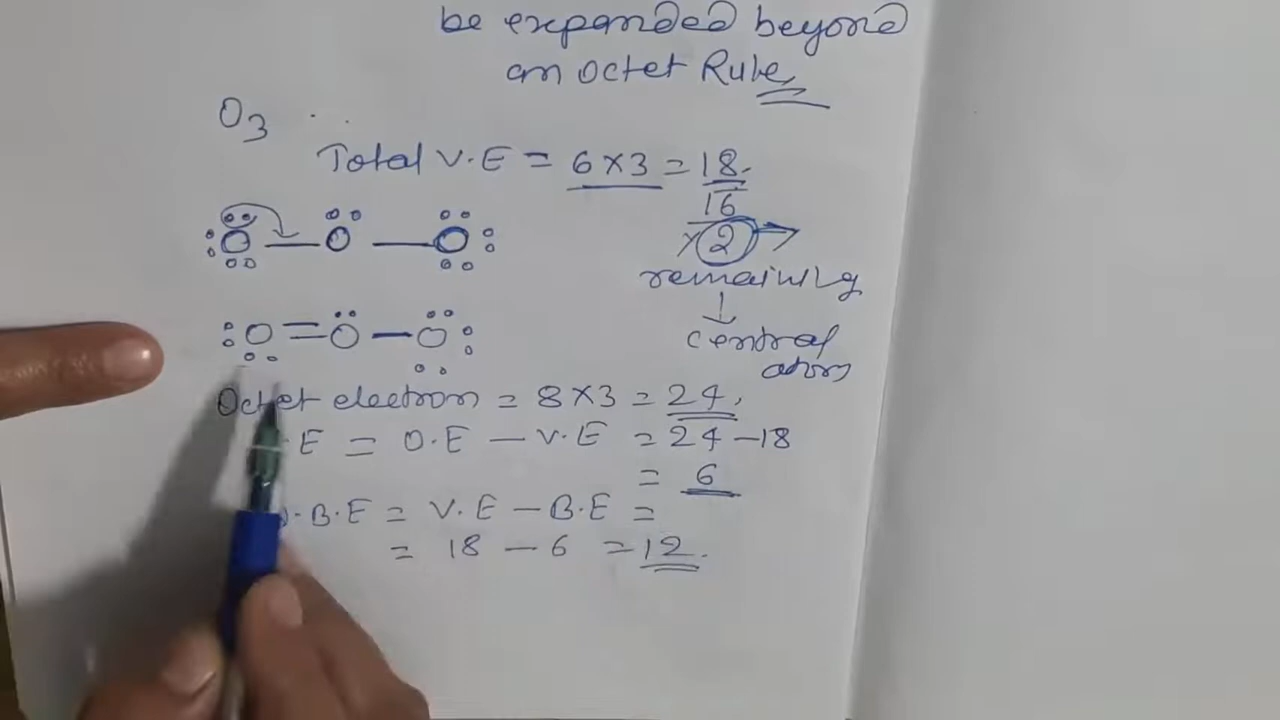 be expanded beyond
an octet Rule
O3
Total V.E = 6×3 = 18
16
2
O — O — O
remaining
O = O — O
central
atom
Octet electron = 8×3 = 24
.E = O.E — V.E = 24 — 18
= 6
.B.E = V.E — B.E =
= 18 — 6 = 12